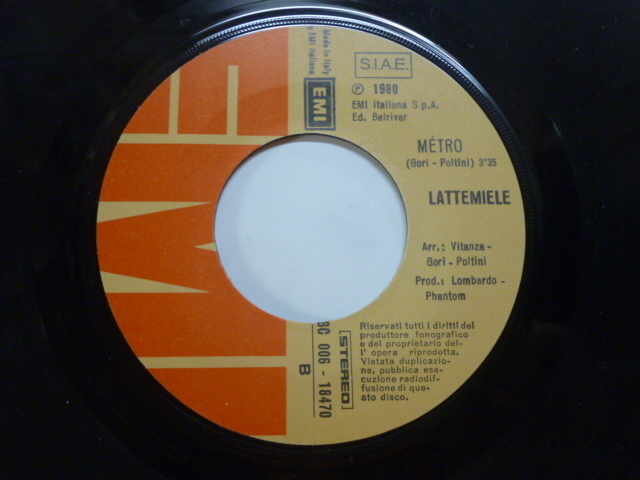 S.I.A.E.
℗ 1980
EMI Italiana S.p.A.
Ed. Belriver
Made in Italy
EMI Italiana
EMI
EMI
MÉTRO
(Gori - Poltini) 3'35
LATTEMIELE
Arr.: Vitanza-
Gori - Poltini
Prod.: Lombardo -
Phantom
Riservati tutti i diritti del
produttore fonografico
e del proprietario del-
l' opera riprodotta.
Vietata duplicazio-
ne, pubblica ese-
cuzione radiodif-
fusione di que-
sto disco.
STEREO
3C 006 - 18470
B